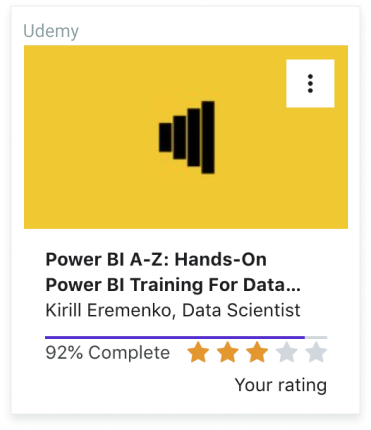 Udemy
Power BI A-Z: Hands-On
Power BI Training For Data...
Kirill Eremenko, Data Scientist
92% Complete
Your rating